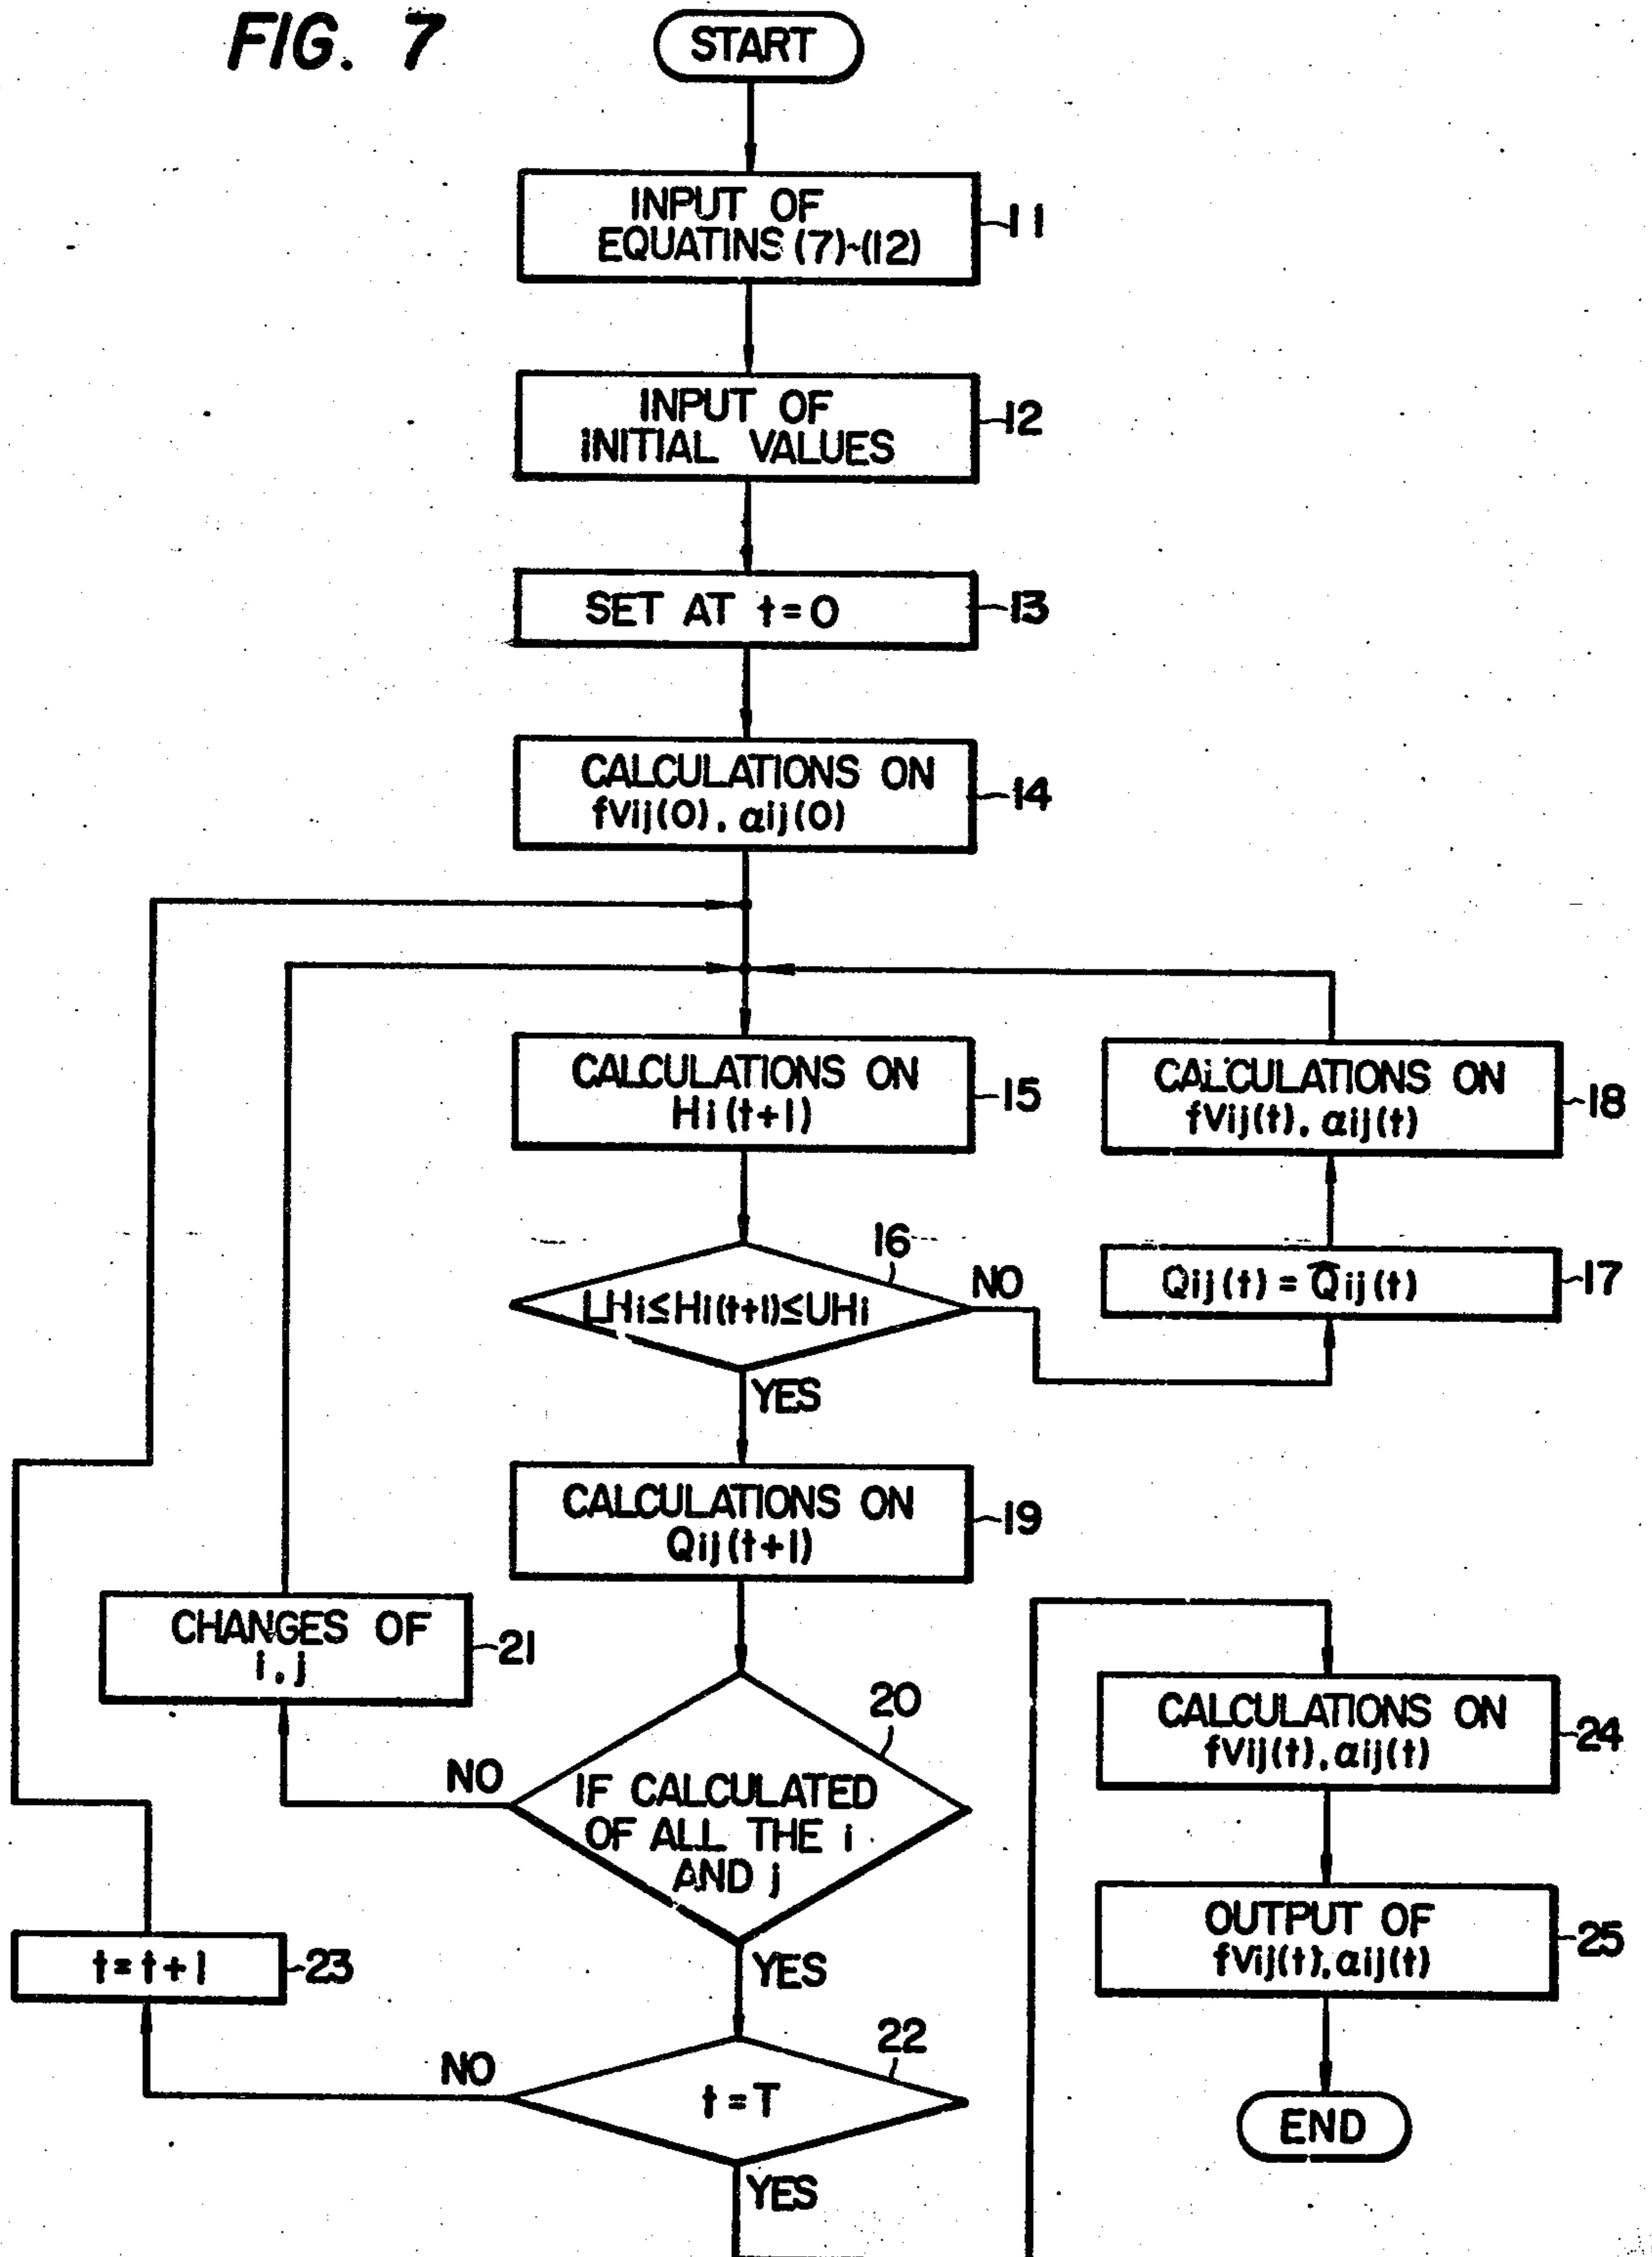 FIG. 7
START
INPUT OF
EQUATINS (7)~(12)
11
INPUT OF
INITIAL VALUES
12
SET AT t=0
13
CALCULATIONS ON
fVij(0), αij(0)
14
CALCULATIONS ON
Hi(t+1)
15
CALCULATIONS ON
fVij(t), αij(t)
18
16
LHi≤Hi(t+1)≤UHi
NO
Qij(t) = Q̄ij(t)
17
YES
CALCULATIONS ON
Qij(t+1)
19
CHANGES OF
i, j
21
20
NO
IF CALCULATED
OF ALL THE i
AND j
CALCULATIONS ON
fVij(t), αij(t)
24
YES
t=t+1
23
OUTPUT OF
fVij(t), αij(t)
25
22
NO
t=T
YES
END